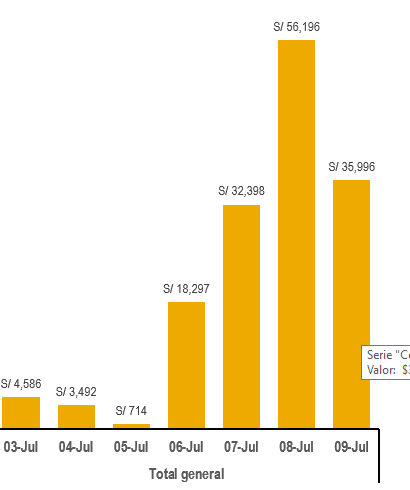 S/ 56,196
S/ 35,996
S/ 32,398
S/ 18,297
S/ 4,586
S/ 3,492
S/ 714
Serie
Valor:
03-Jul 04-Jul 05-Jul 06-Jul 07-Jul 08-Jul 09-Jul
Total general